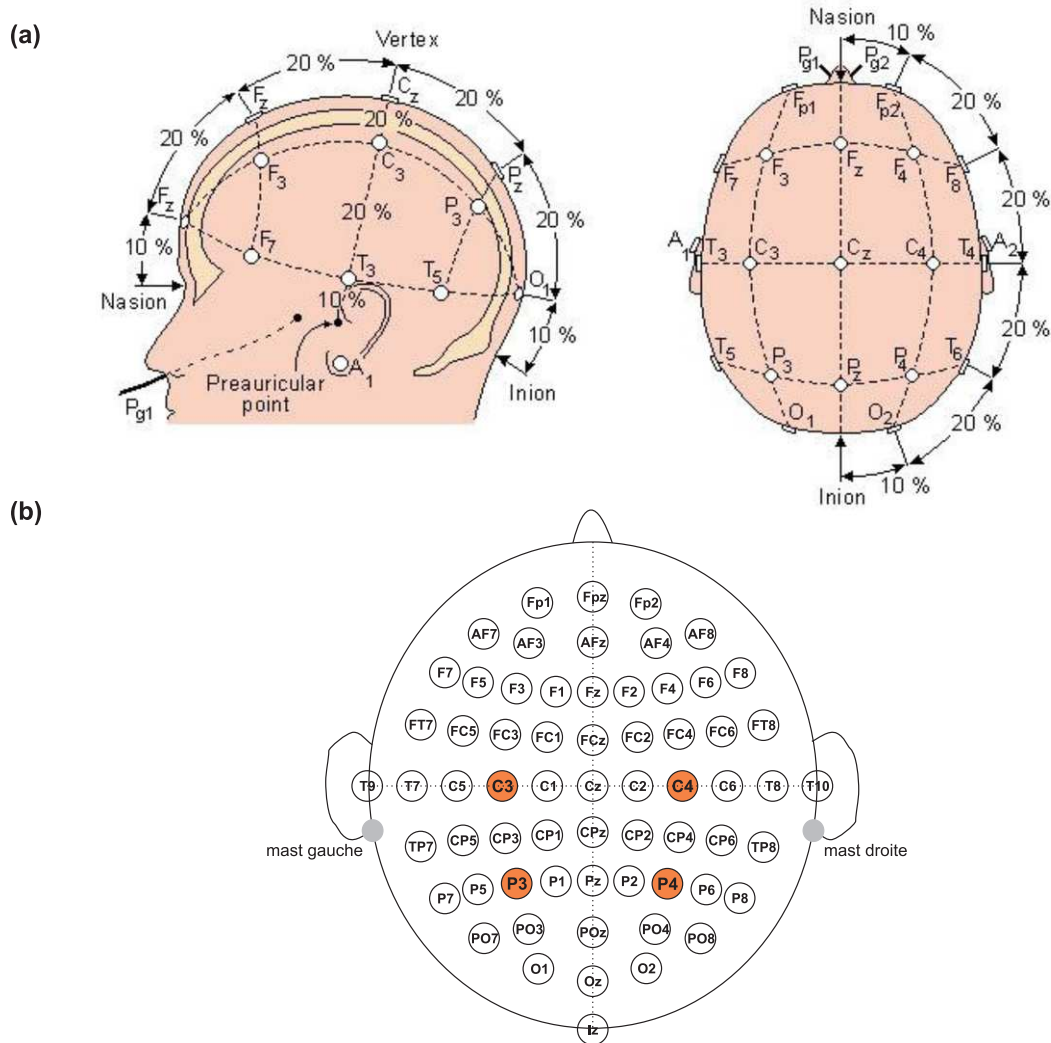 (a)
Vertex
20 %
20 %
Fz
Cz
20 %
20 %
20 %
Fz
F3
C3
Pz
P3
20 %
20 %
10 %
F7
T3
T5
O1
Nasion
10 %
10 %
A1
Preauricular
point
Inion
Pg1
Nasion
10 %
Pg1
Pg2
Fp1
Fp2
20 %
F7
F3
Fz
F4
F8
20 %
A1
T3
C3
Cz
C4
T4
A2
20 %
T5
P3
Pz
P4
T6
O1
O2
20 %
Inion
10 %
(b)
Fp1 Fpz Fp2
AF7 AF3 AFz AF4 AF8
F7 F5 F3 F1 Fz F2 F4 F6 F8
FT7 FC5 FC3 FC1 FCz FC2 FC4 FC6 FT8
T9 T7 C5 C3 C1 Cz C2 C4 C6 T8 T10
TP7 CP5 CP3 CP1 CPz CP2 CP4 CP6 TP8
mast gauche
mast droite
P7 P5 P3 P1 Pz P2 P4 P6 P8
PO7 PO3 POz PO4 PO8
O1 Oz O2
Iz